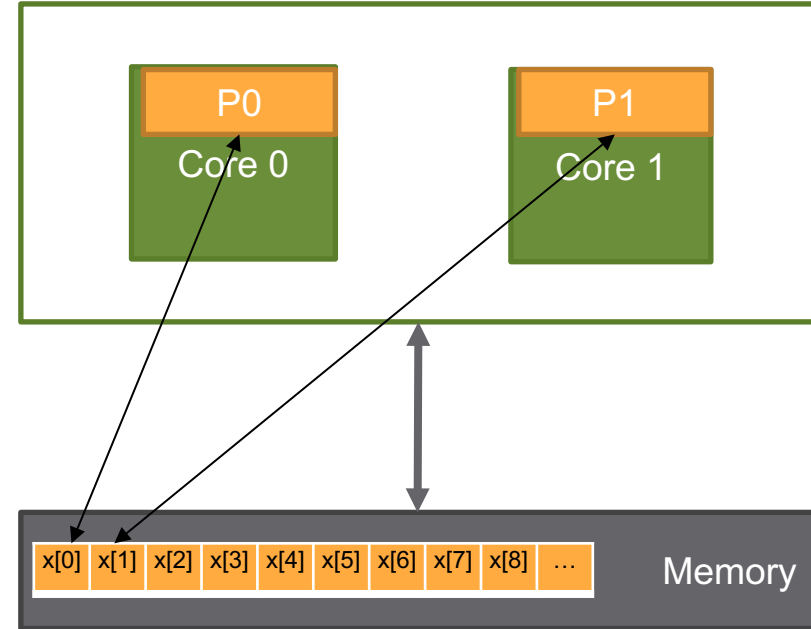 P0
P1
Core 0
Core 1
x[0] x[1] x[2] x[3] x[4] x[5] x[6] x[7] x[8] …
Memory